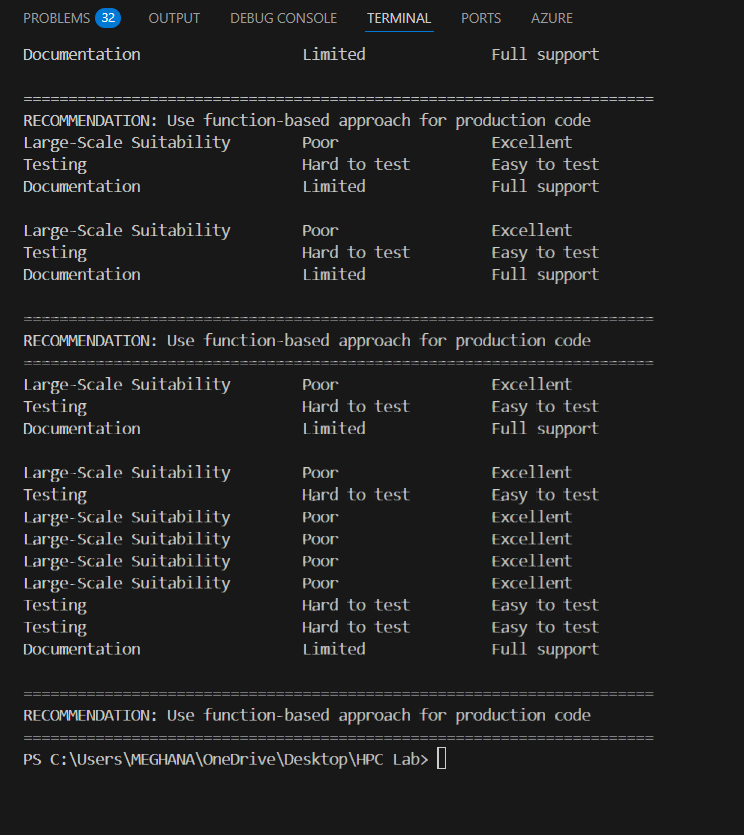 PROBLEMS 32 OUTPUT DEBUG CONSOLE TERMINAL PORTS AZURE
Documentation Limited Full support
======================================================================
RECOMMENDATION: Use function-based approach for production code
Large-Scale Suitability Poor Excellent
Testing Hard to test Easy to test
Documentation Limited Full support
Large-Scale Suitability Poor Excellent
Testing Hard to test Easy to test
Documentation Limited Full support
======================================================================
RECOMMENDATION: Use function-based approach for production code
======================================================================
Large-Scale Suitability Poor Excellent
Testing Hard to test Easy to test
Documentation Limited Full support
Large-Scale Suitability Poor Excellent
Testing Hard to test Easy to test
Large-Scale Suitability Poor Excellent
Large-Scale Suitability Poor Excellent
Large-Scale Suitability Poor Excellent
Large-Scale Suitability Poor Excellent
Testing Hard to test Easy to test
Testing Hard to test Easy to test
Documentation Limited Full support
======================================================================
RECOMMENDATION: Use function-based approach for production code
======================================================================
PS C:\Users\MEGHANA\OneDrive\Desktop\HPC Lab>